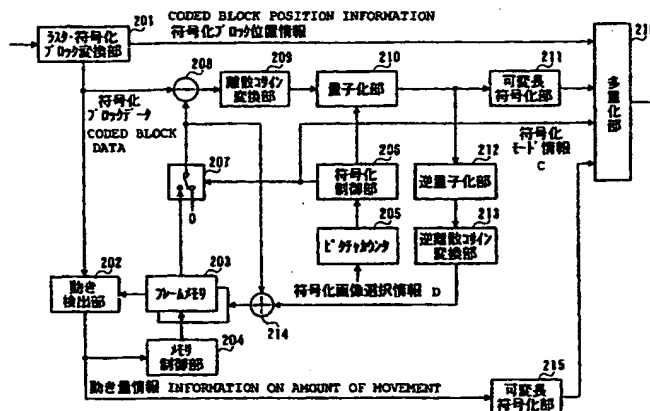 201
CODED BLOCK POSITION INFORMATION
符号化ブロック位置情報
ラスタ・符号化
ブロック変換部
208
209
離散コサイン
変換部
210
量子化部
211
可変長
符号化部
多重化部
符号化
ブロックデータ
CODED BLOCK
DATA
207
0
206
符号化
制御部
符号化
モード情報
C
212
逆量子化部
205
ピクチャカウンタ
213
逆離散コサイン
変換部
202
動き
検出部
203
フレームメモリ
符号化画像選択情報 D
214
204
メモリ
制御部
動き量情報 INFORMATION ON AMOUNT OF MOVEMENT
215
可変長
符号化部